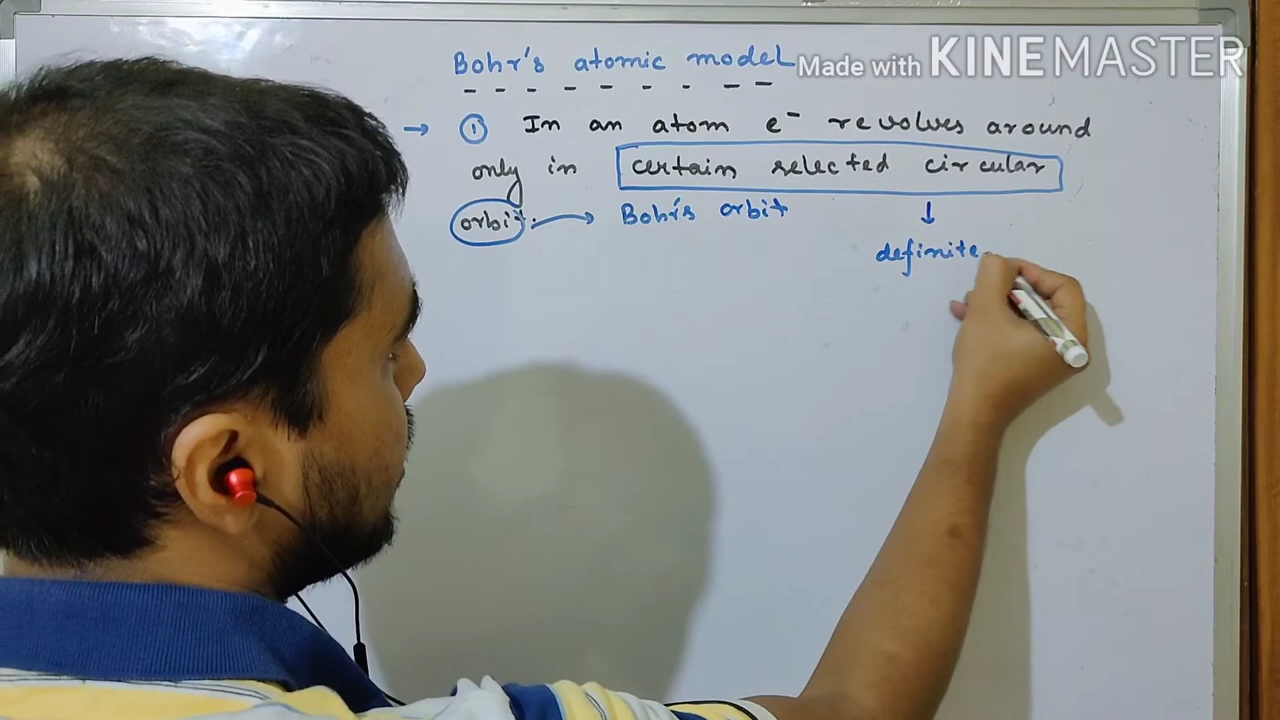 Bohr's atomic model
Made with KINEMASTER
→ ① In an atom e⁻ revolves around
only in certain selected circular
orbit. → Bohr's orbit
↓
definite